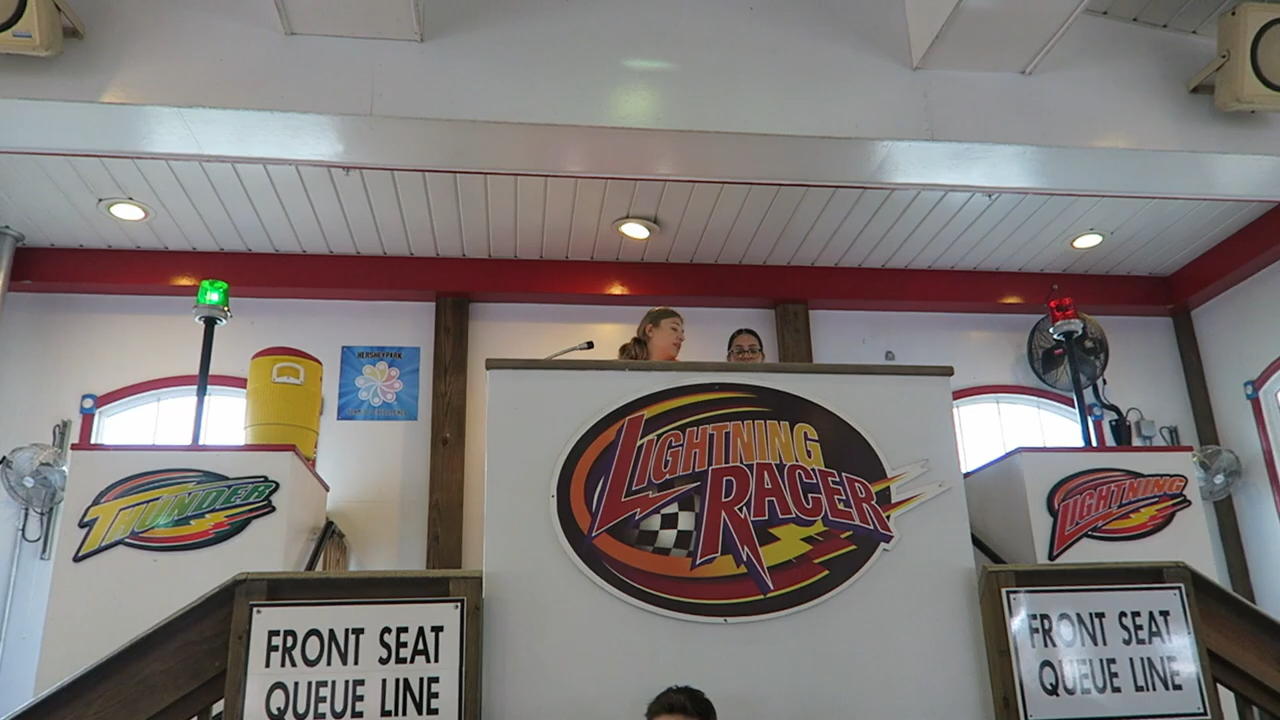 HERSHEYPARK
THUNDER
LIGHTNING
RACER
LIGHTNING
FRONT SEAT
QUEUE LINE
FRONT SEAT
QUEUE LINE